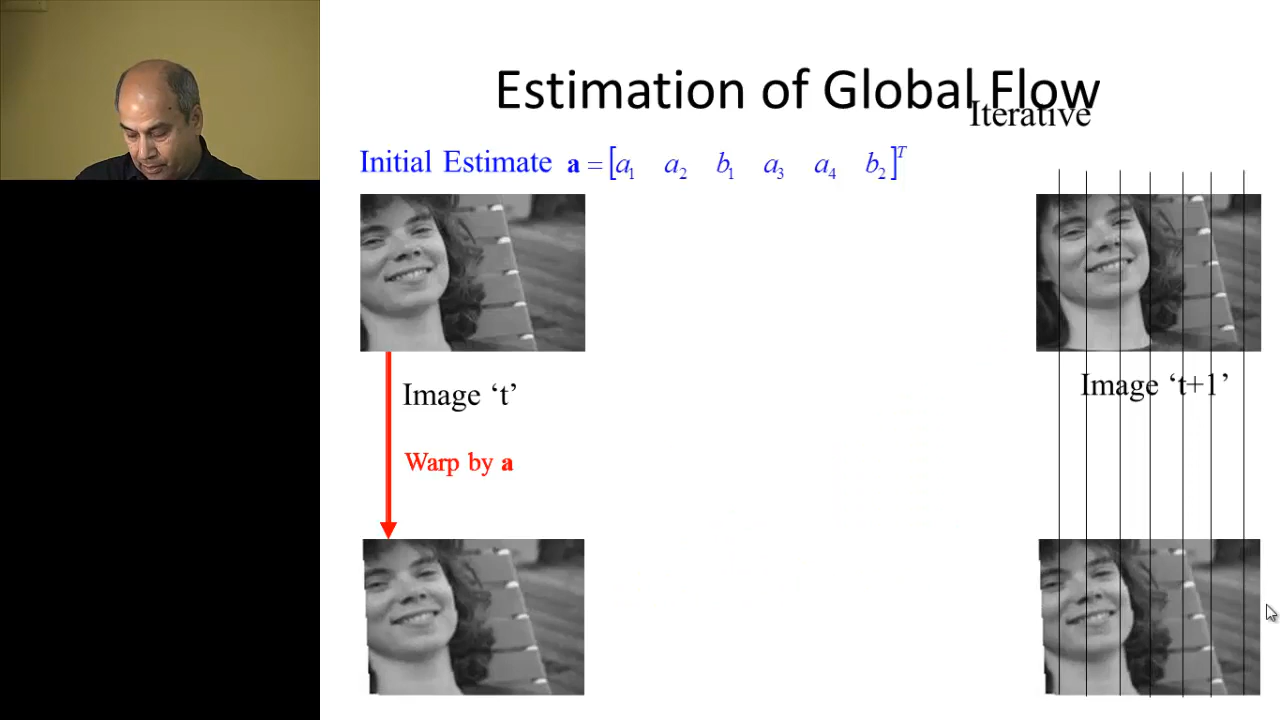 Estimation of Global Flow
Iterative
Initial Estimate a = [a₁ a₂ b₁ a₃ a₄ b₂]ᵀ
Image ‘t’
Image ‘t+1’
Warp by a